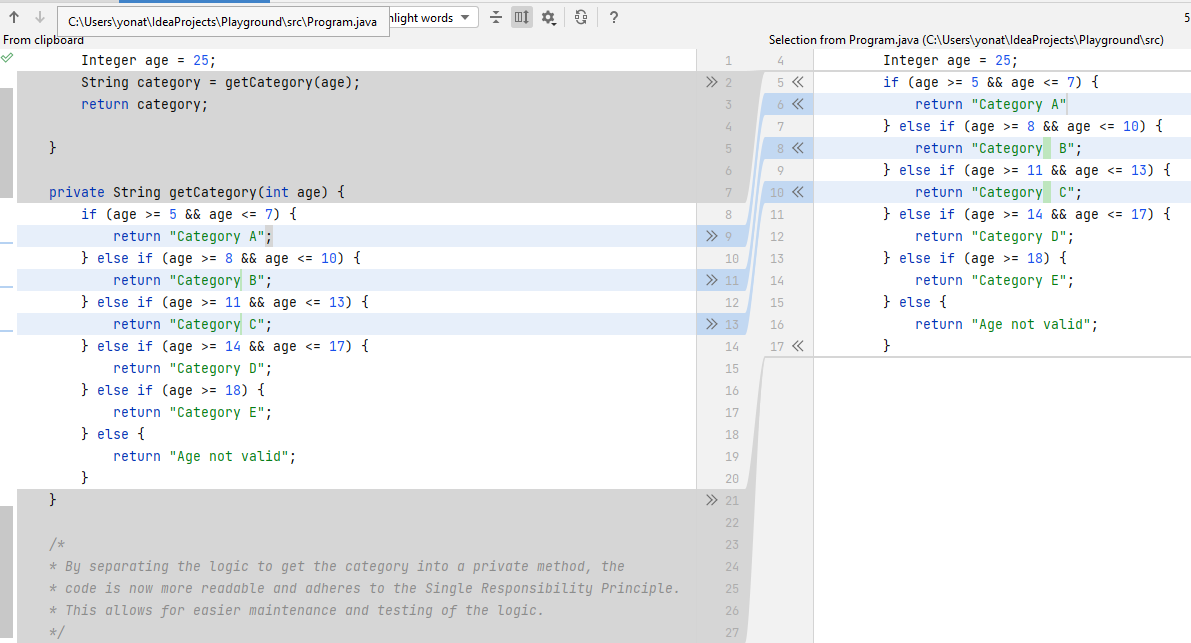 C:\Users\yonat\IdeaProjects\Playground\src\Program.java
nlight words
?
5
From clipboard
Selection from Program.java (C:\Users\yonat\IdeaProjects\Playground\src)
Integer age = 25; 1
String category = getCategory(age); 2
return category; 3
4
} 5
6
private String getCategory(int age) { 7
if (age >= 5 && age <= 7) { 8
return "Category A"; 9
} else if (age >= 8 && age <= 10) { 10
return "Category B"; 11
} else if (age >= 11 && age <= 13) { 12
return "Category C"; 13
} else if (age >= 14 && age <= 17) { 14
return "Category D"; 15
} else if (age >= 18) { 16
return "Category E"; 17
} else { 18
return "Age not valid"; 19
} 20
} 21
22
/* 23
* By separating the logic to get the category into a private method, the 24
* code is now more readable and adheres to the Single Responsibility Principle. 25
* This allows for easier maintenance and testing of the logic. 26
*/ 27
4 Integer age = 25;
5 if (age >= 5 && age <= 7) {
6 return "Category A"
7 } else if (age >= 8 && age <= 10) {
8 return "Category  B";
9 } else if (age >= 11 && age <= 13) {
10 return "Category  C";
11 } else if (age >= 14 && age <= 17) {
12 return "Category D";
13 } else if (age >= 18) {
14 return "Category E";
15 } else {
16 return "Age not valid";
17 }